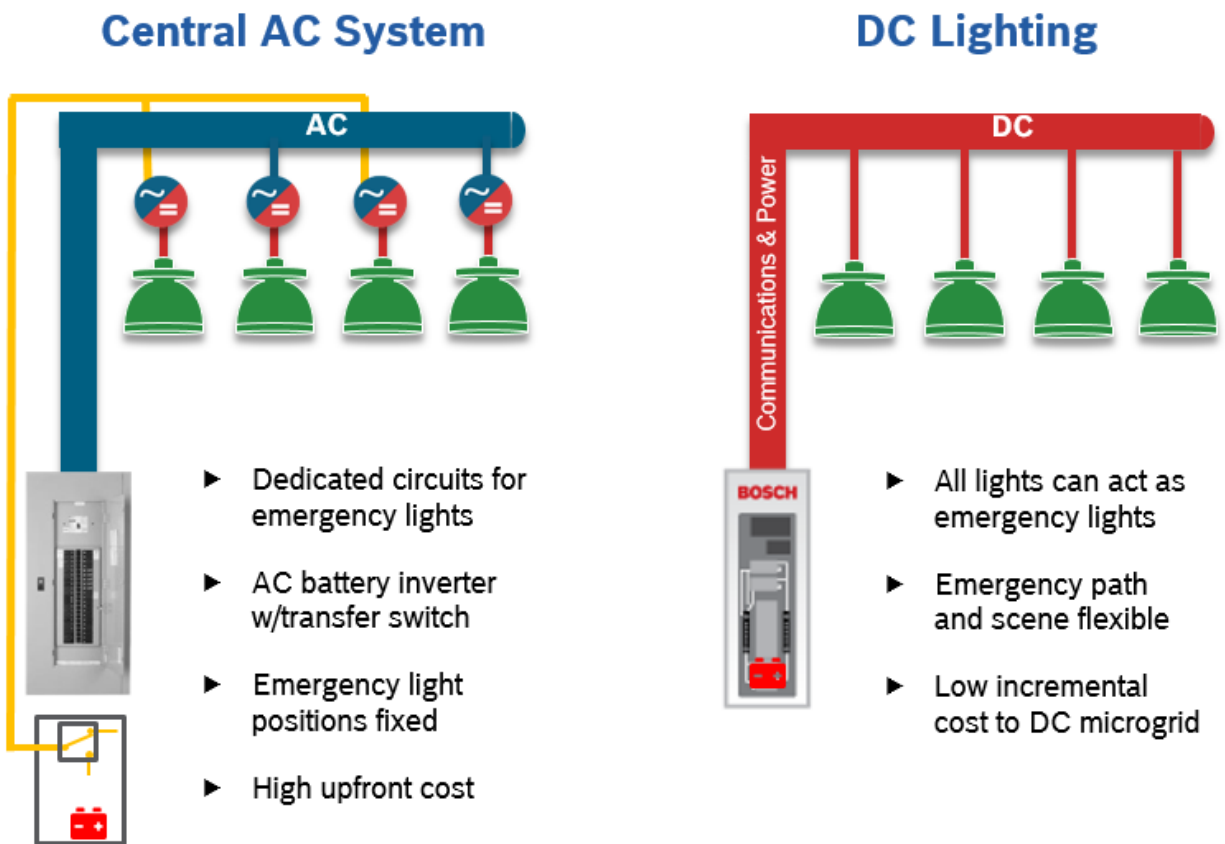 Central AC System
AC
Dedicated circuits for
emergency lights
AC battery inverter
w/transfer switch
Emergency light
positions fixed
High upfront cost
DC Lighting
DC
Communications & Power
BOSCH
All lights can act as
emergency lights
Emergency path
and scene flexible
Low incremental
cost to DC microgrid